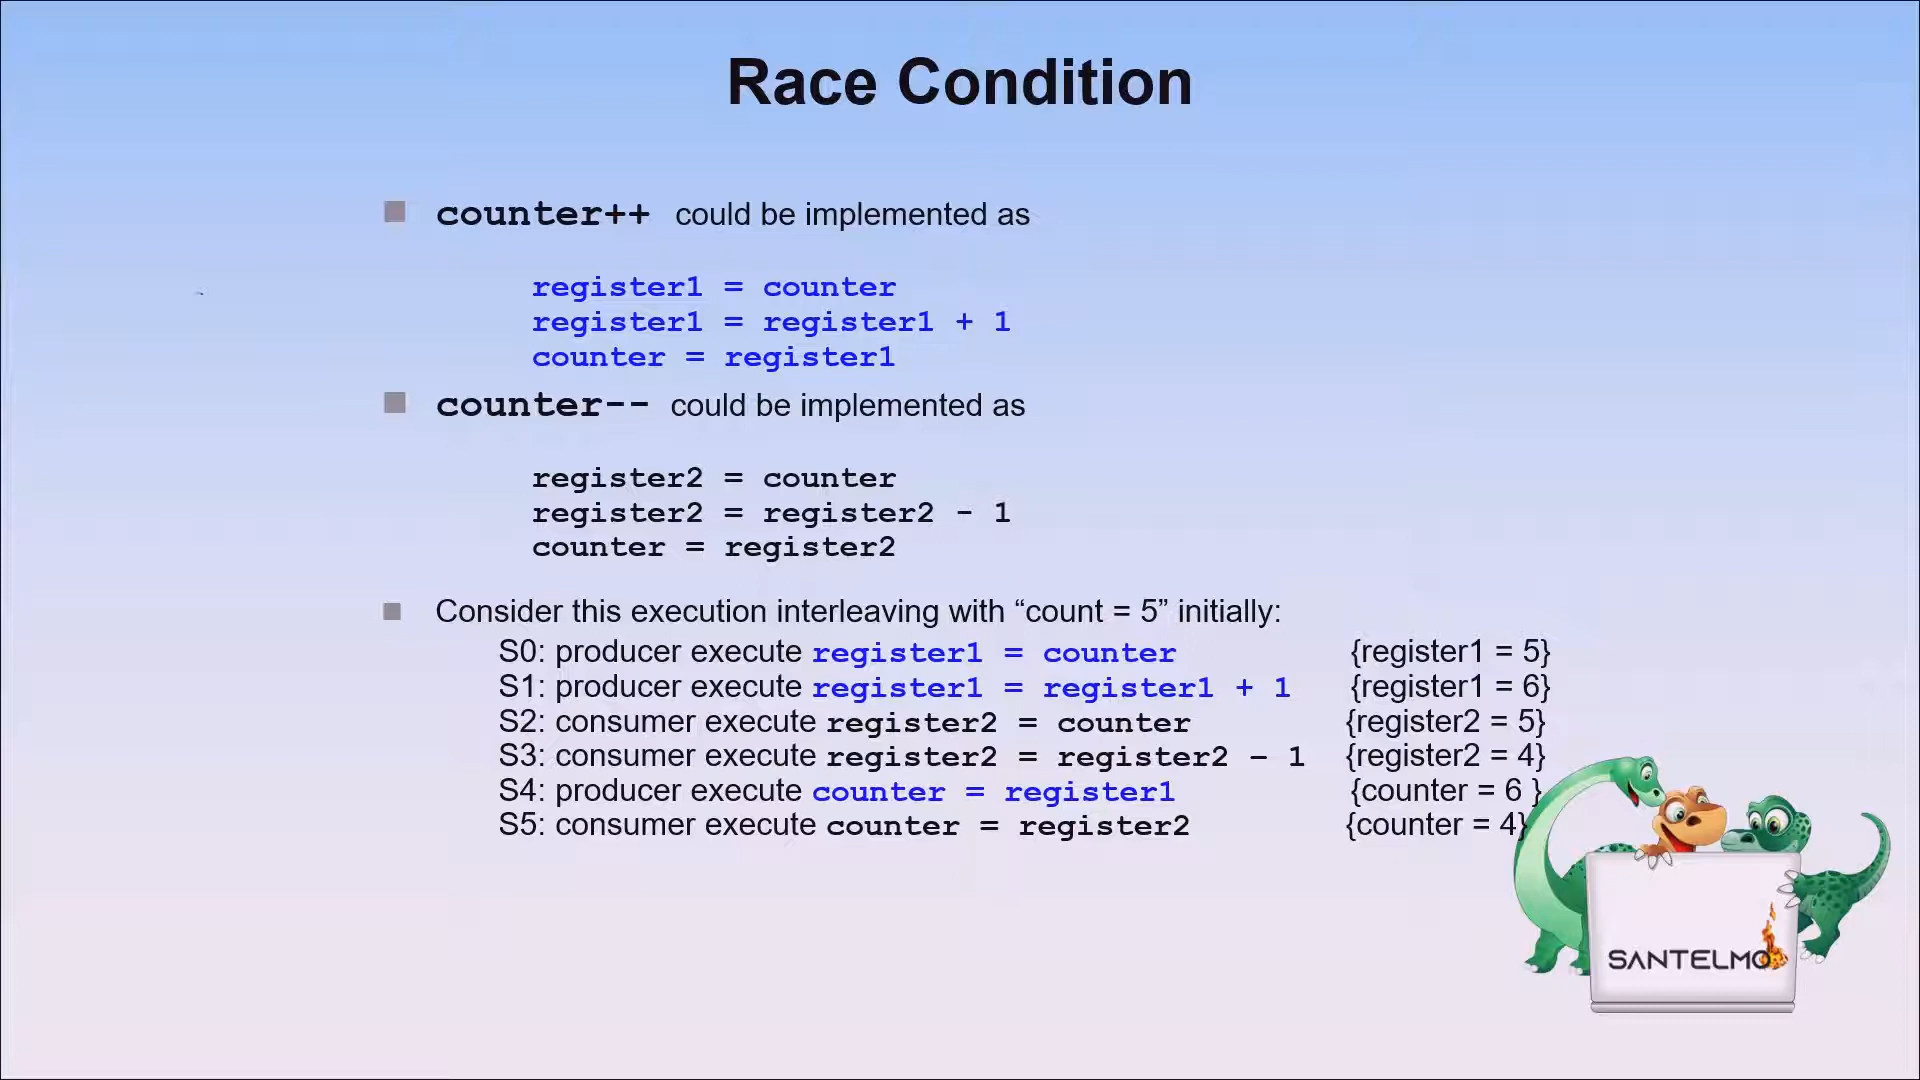 Race Condition
counter++ could be implemented as
register1 = counter
register1 = register1 + 1
counter = register1
counter-- could be implemented as
register2 = counter
register2 = register2 - 1
counter = register2
Consider this execution interleaving with “count = 5” initially:
S0: producer execute register1 = counter {register1 = 5}
S1: producer execute register1 = register1 + 1 {register1 = 6}
S2: consumer execute register2 = counter {register2 = 5}
S3: consumer execute register2 = register2 – 1 {register2 = 4}
S4: producer execute counter = register1 {counter = 6 }
S5: consumer execute counter = register2 {counter = 4}
SANTELMO